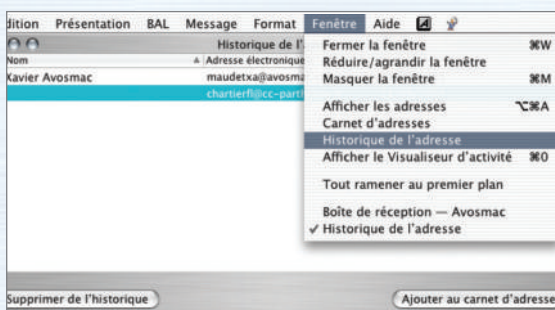 dition Présentation BAL Message Format Fenêtre Aide
Historique de l'
Nom Adresse électronique
Xavier Avosmac maudetxa@avosma
chartierfl@cc-parth
Fermer la fenêtre ⌘W
Réduire/agrandir la fenêtre
Masquer la fenêtre ⌘M
Afficher les adresses ⌥⌘A
Carnet d'adresses
Historique de l'adresse
Afficher le Visualiseur d'activité ⌘0
Tout ramener au premier plan
Boîte de réception — Avosmac
✓ Historique de l'adresse
Supprimer de l'historique Ajouter au carnet d'adresse